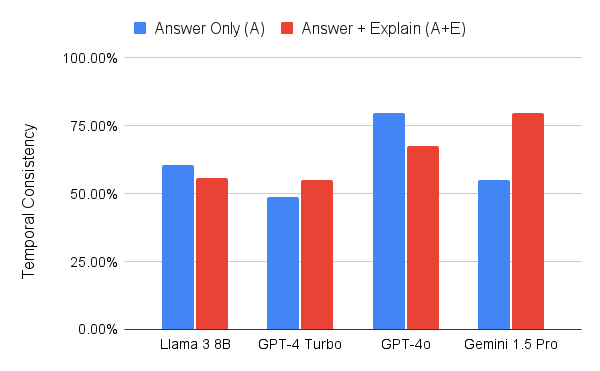 Answer Only (A) Answer + Explain (A+E)
100.00%
75.00%
50.00%
25.00%
0.00%
Temporal Consistency
Llama 3 8B GPT-4 Turbo GPT-4o Gemini 1.5 Pro